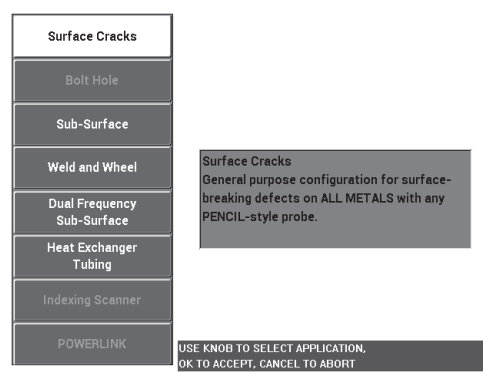 Surface Cracks
Bolt Hole
Sub-Surface
Weld and Wheel
Dual Frequency
Sub-Surface
Heat Exchanger
Tubing
Indexing Scanner
POWERLINK
Surface Cracks
General purpose configuration for surface-
breaking defects on ALL METALS with any
PENCIL-style probe.
USE KNOB TO SELECT APPLICATION,
OK TO ACCEPT, CANCEL TO ABORT